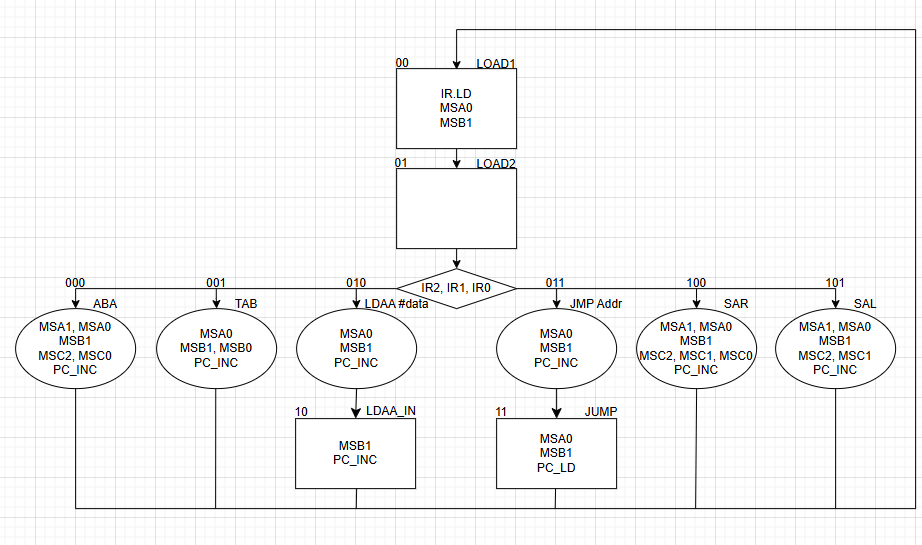 00
LOAD1
IR.LD
MSA0
MSB1
01
LOAD2
IR2, IR1, IR0
000
ABA
MSA1, MSA0
MSB1
MSC2, MSC0
PC_INC
001
TAB
MSA0
MSB1, MSB0
PC_INC
010
LDAA #data
MSA0
MSB1
PC_INC
011
JMP Addr
MSA0
MSB1
PC_INC
100
SAR
MSA1, MSA0
MSB1
MSC2, MSC1, MSC0
PC_INC
101
SAL
MSA1, MSA0
MSB1
MSC2, MSC1
PC_INC
10
LDAA_IN
MSB1
PC_INC
11
JUMP
MSA0
MSB1
PC_LD